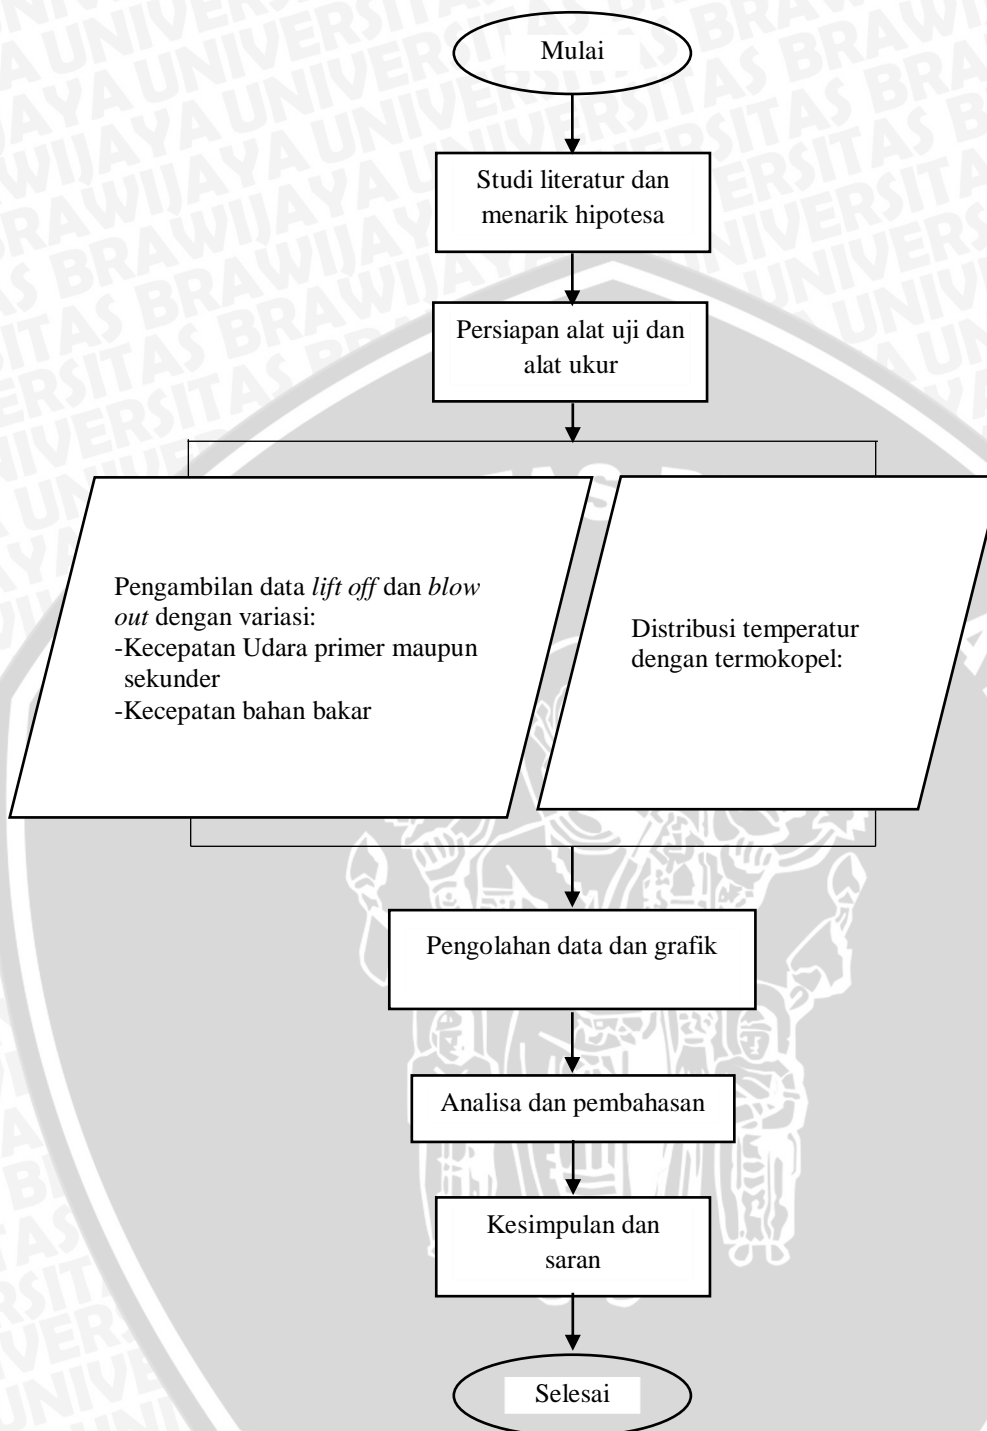 Mulai
Studi literatur dan
menarik hipotesa
Persiapan alat uji dan
alat ukur
Pengambilan data lift off dan blow
out dengan variasi:
-Kecepatan Udara primer maupun
sekunder
-Kecepatan bahan bakar
Distribusi temperatur
dengan termokopel:
Pengolahan data dan grafik
Analisa dan pembahasan
Kesimpulan dan
saran
Selesai